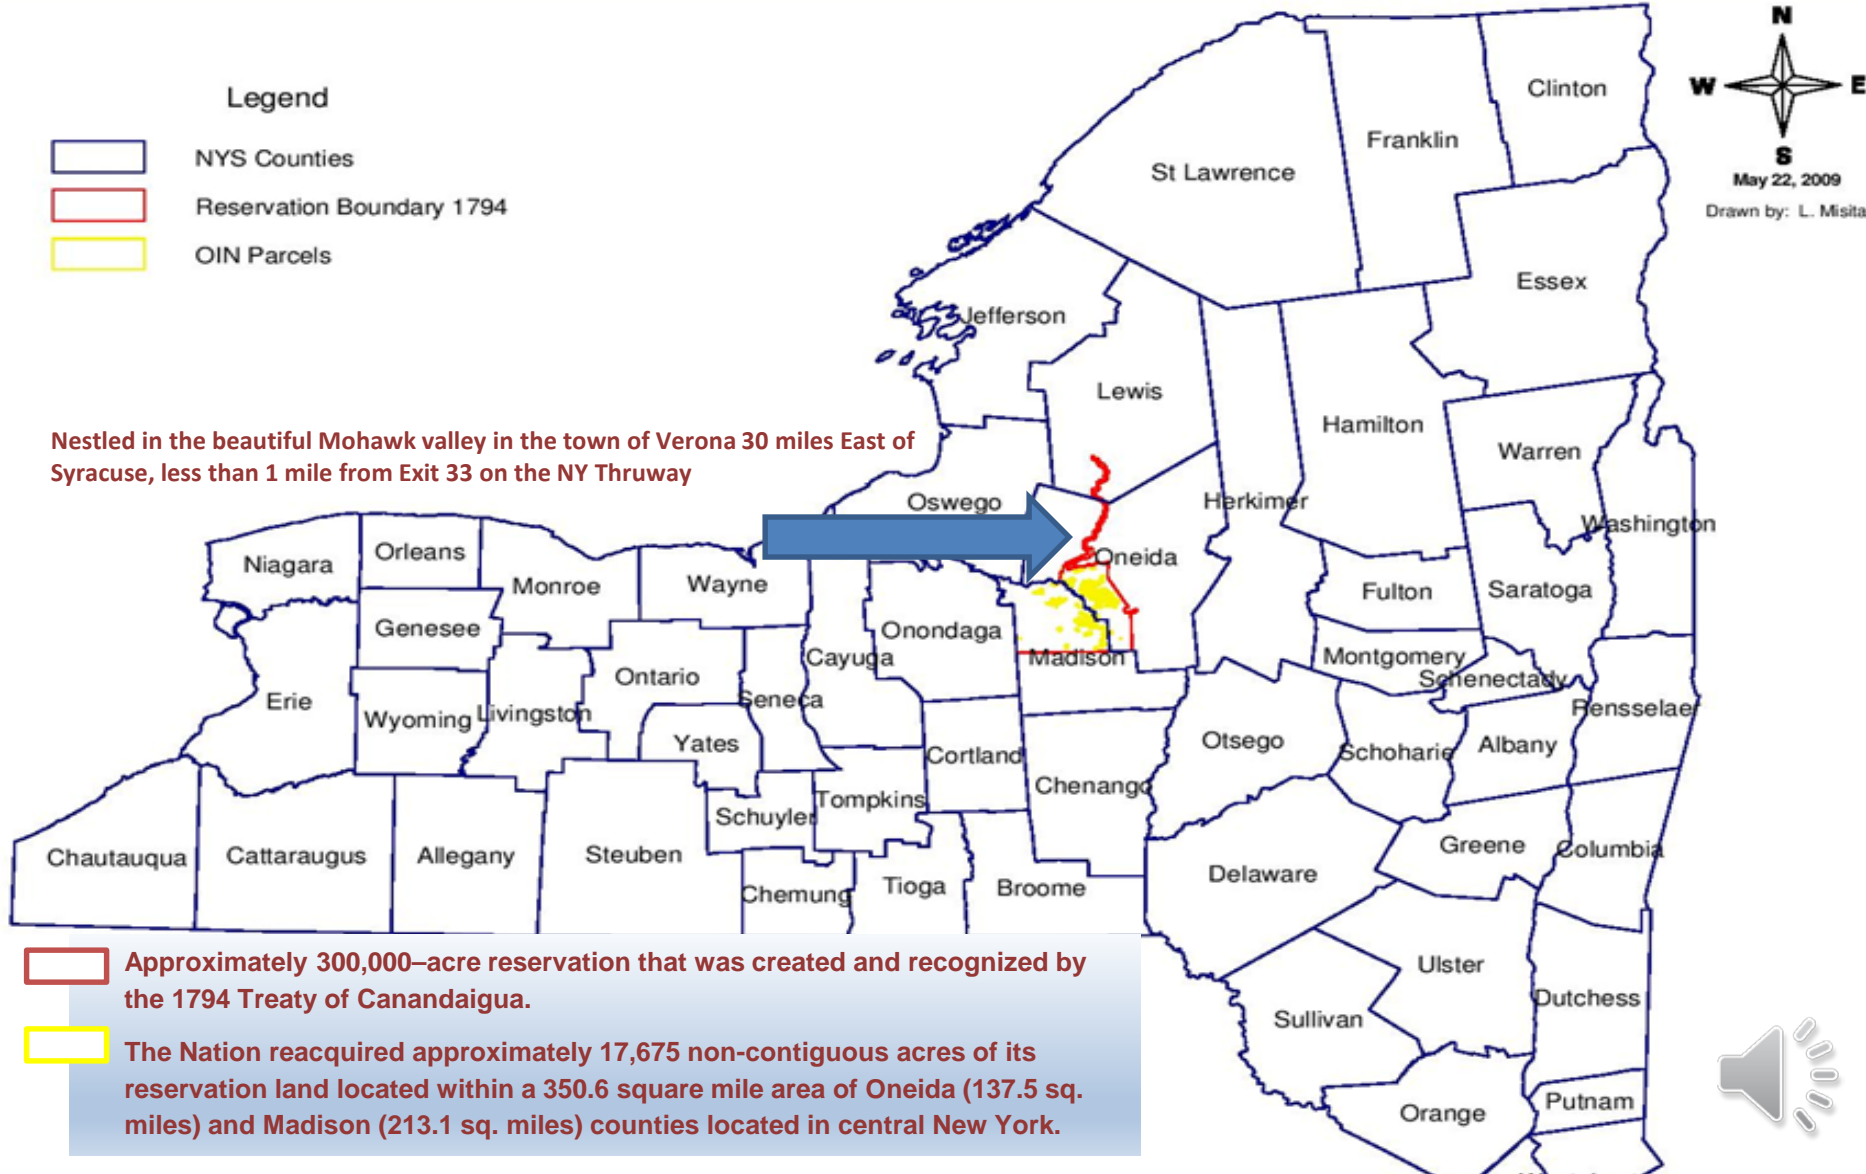 N
W E
S
May 22, 2009
Drawn by: L. Misita
Legend
NYS Counties
Reservation Boundary 1794
OIN Parcels
Nestled in the beautiful Mohawk valley in the town of Verona 30 miles East of
Syracuse, less than 1 mile from Exit 33 on the NY Thruway
Clinton
Franklin
St Lawrence
Essex
Jefferson
Lewis
Hamilton
Warren
Oswego
Herkimer
Washington
Niagara
Orleans
Monroe
Wayne
Oneida
Fulton
Saratoga
Genesee
Onondaga
Cayuga
Madison
Montgomery
Schenectady
Ontario
Seneca
Erie
Wyoming
Livingston
Rensselaer
Yates
Cortland
Otsego
Schoharie
Albany
Chenango
Schuyler
Tompkins
Chautauqua
Cattaraugus
Allegany
Steuben
Greene
Columbia
Chemung
Tioga
Broome
Delaware
Ulster
Dutchess
Sullivan
Orange
Putnam
Approximately 300,000–acre reservation that was created and recognized by
the 1794 Treaty of Canandaigua.
The Nation reacquired approximately 17,675 non-contiguous acres of its
reservation land located within a 350.6 square mile area of Oneida (137.5 sq.
miles) and Madison (213.1 sq. miles) counties located in central New York.